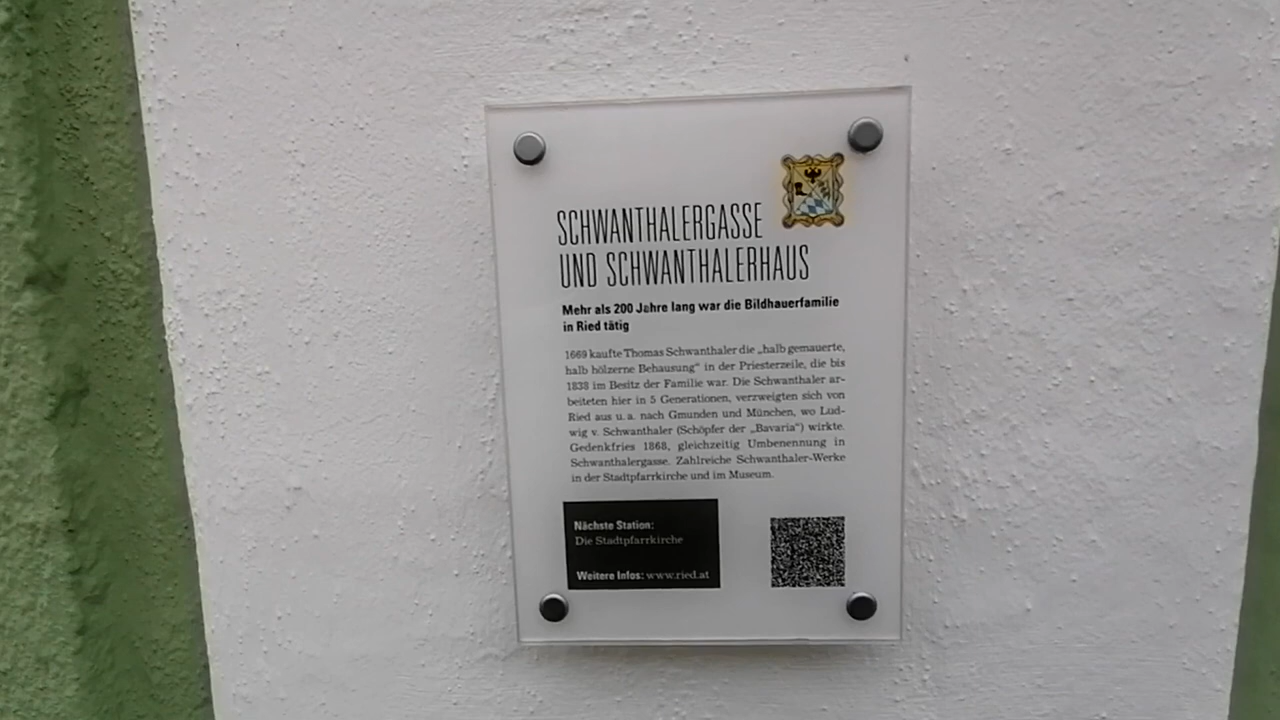 SCHWANTHALERGASSE
UND SCHWANTHALERHAUS
Mehr als 200 Jahre lang war die Bildhauerfamilie
in Ried tätig
1669 kaufte Thomas Schwanthaler die „halb gemauerte,
halb hölzerne Behausung“ in der Priesterzeile, die bis
1838 im Besitz der Familie war. Die Schwanthaler ar-
beiteten hier in 5 Generationen, verzweigten sich von
Ried aus u. a. nach Gmunden und München, wo Lud-
wig v. Schwanthaler (Schöpfer der „Bavaria“) wirkte.
Gedenkfries 1868, gleichzeitig Umbenennung in
Schwanthalergasse. Zahlreiche Schwanthaler-Werke
in der Stadtpfarrkirche und im Museum.
Nächste Station:
Die Stadtpfarrkirche
Weitere Infos: www.ried.at